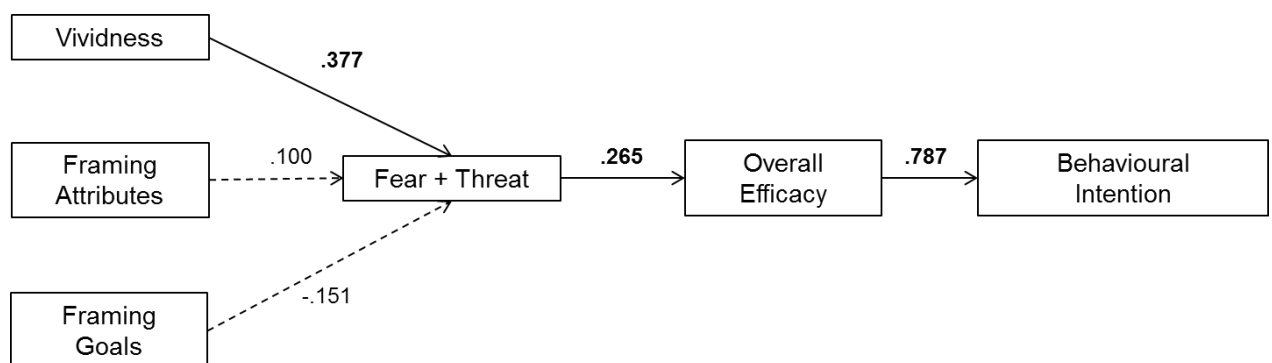 Vividness
.377
Framing
Attributes
.100
Fear + Threat
.265
Overall
Efficacy
.787
Behavioural
Intention
-.151
Framing
Goals